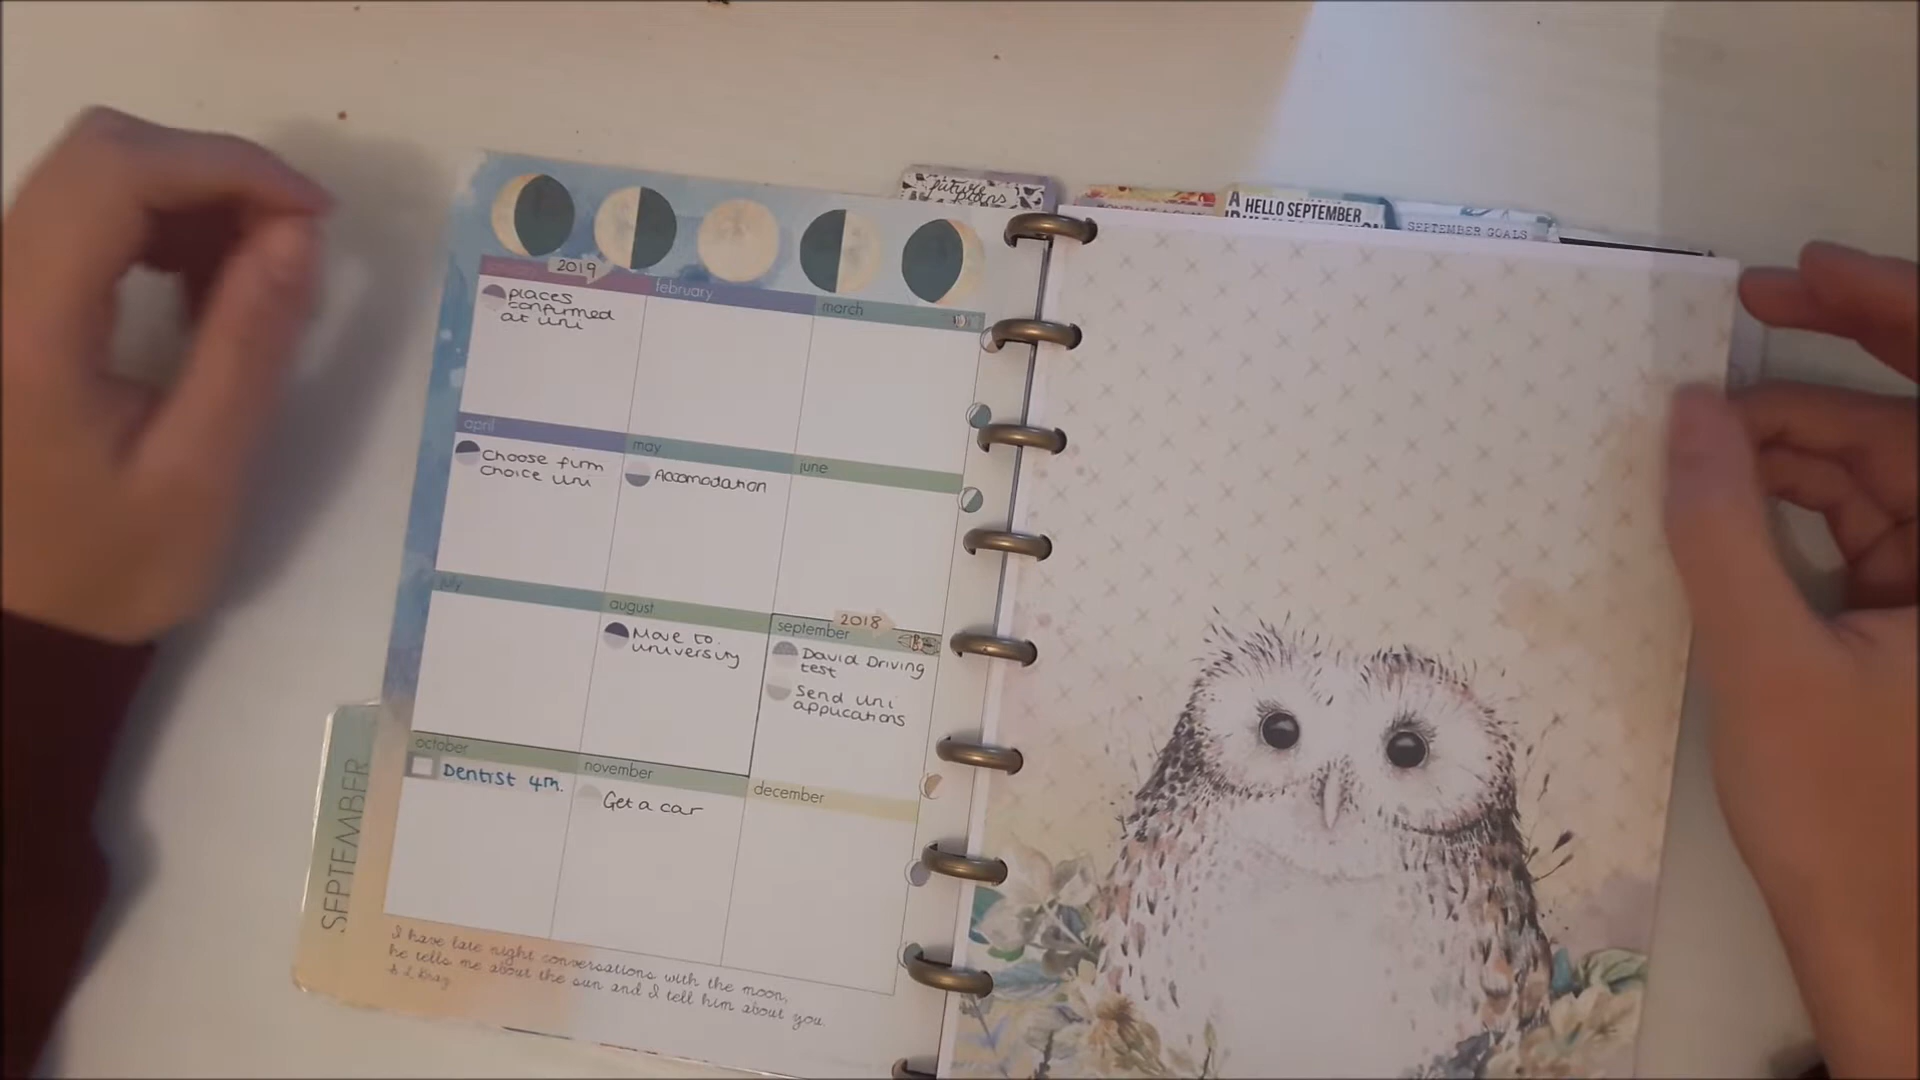 future
plans
HELLO SEPTEMBER
SEPTEMBER GOALS
2019
february
march
places
confirmed
at uni
april
may
june
Choose firm
choice uni
Accomodation
july
august
2018
september
Move to
university
David Driving
test
Send uni
applications
october
november
december
Dentist 4th.
Get a car
SEPTEMBER
I have late night conversations with the moon,
he tells me about the sun and I tell him about you.